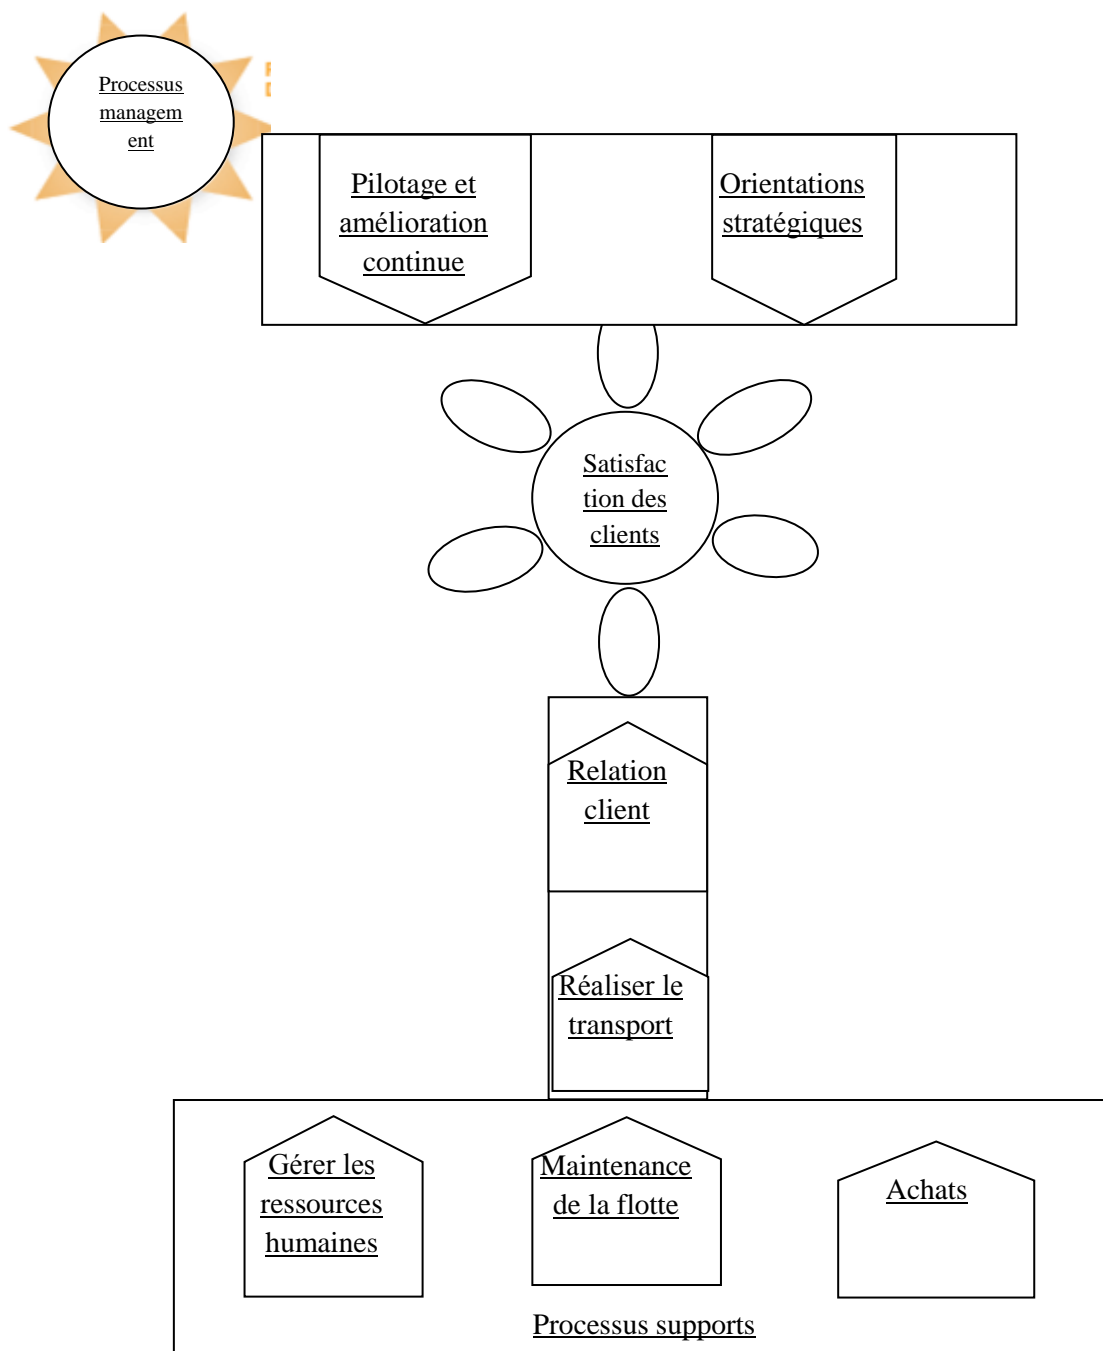 Processus
managem
ent
Pilotage et
amélioration
continue
Orientations
stratégiques
Satisfac
tion des
clients
Relation
client
Réaliser le
transport
Gérer les
ressources
humaines
Maintenance
de la flotte
Achats
Processus supports